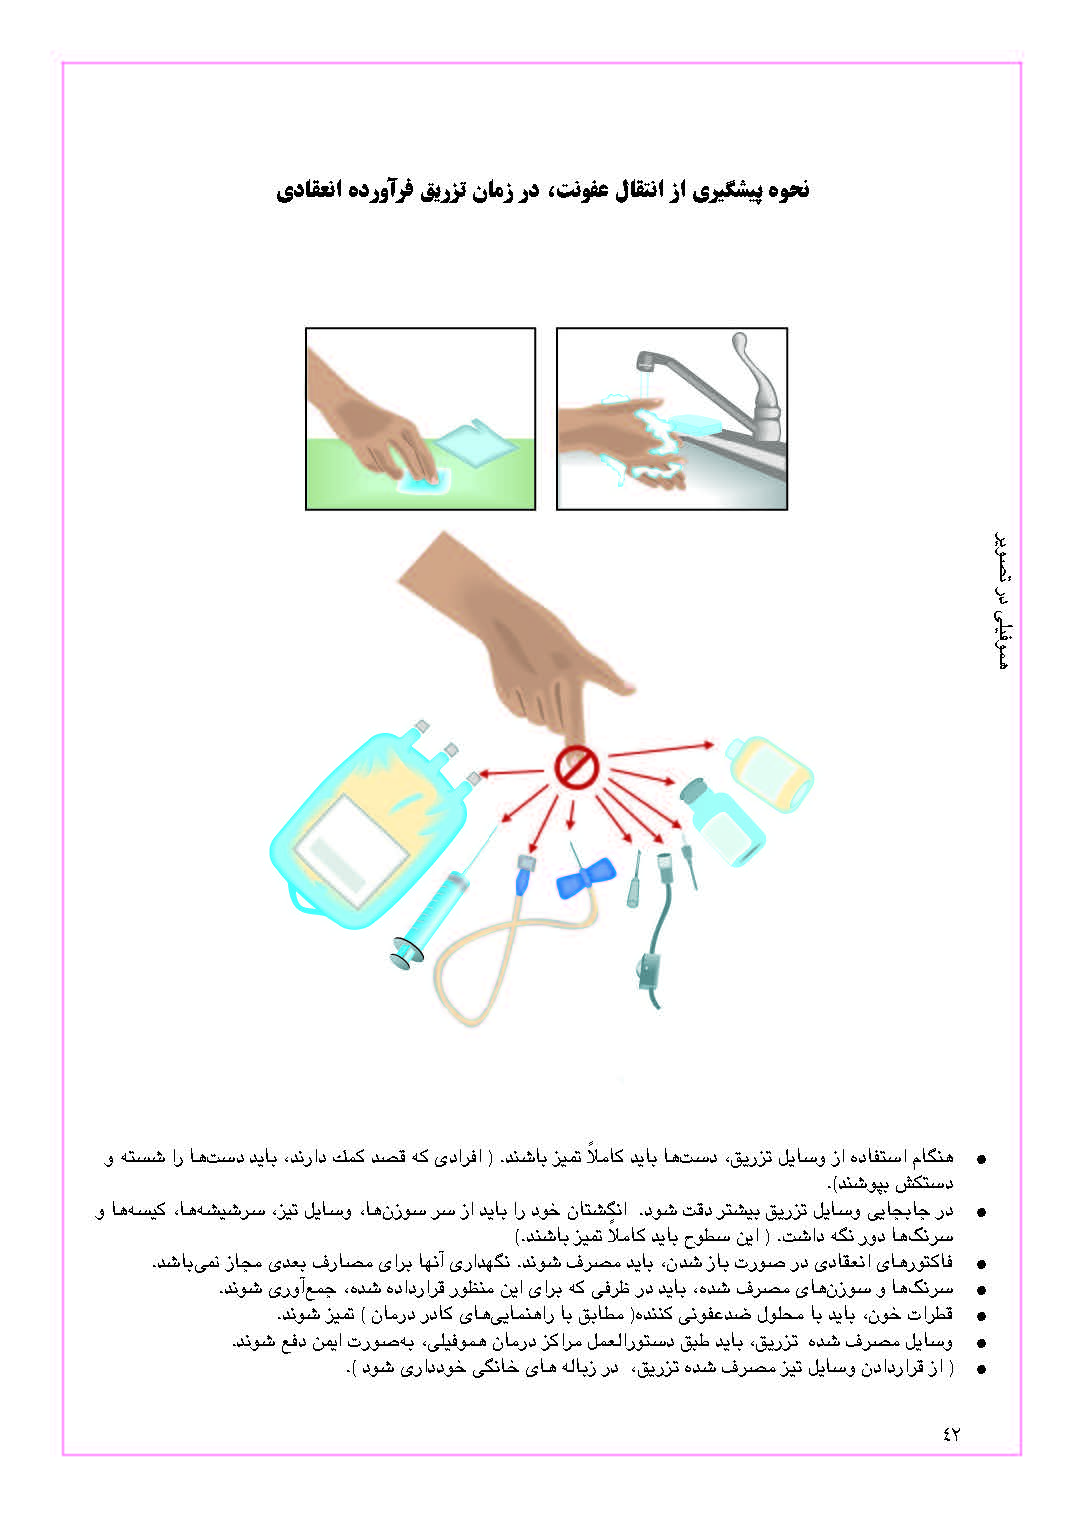 نحوه پیشگیری از انتقال عفونت، در زمان تزریق فرآورده انعقادی
هموفیلی در تصویر
● هنگام استفاده از وسایل تزریق، دست‌ها باید کاملاً تمیز باشند. ( افرادی که قصد کمك دارند، باید دست‌ها را شسته و
دستکش بپوشند).
● در جابجایی وسایل تزریق بیشتر دقت شود. انگشتان خود را باید از سر سوزن‌ها، وسایل تیز، سرشیشه‌ها، کیسه‌ها و
سرنگ‌ها دور نگه داشت. ( این سطوح باید کاملاً تمیز باشند.)
● فاکتورهای انعقادی در صورت باز شدن، باید مصرف شوند. نگهداری آنها برای مصارف بعدی مجاز نمی‌باشد.
● سرنگ‌ها و سوزن‌های مصرف شده، باید در ظرفی که برای این منظور قرارداده شده، جمع‌آوری شوند.
● قطرات خون، باید با محلول ضدعفونی کننده( مطابق با راهنمایی‌های کادر درمان ) تمیز شوند.
● وسایل مصرف شده تزریق، باید طبق دستورالعمل مراکز درمان هموفیلی، به‌صورت ایمن دفع شوند.
● ( از قراردادن وسایل تیز مصرف شده تزریق، در زباله های خانگی خودداری شود ).
٤٢